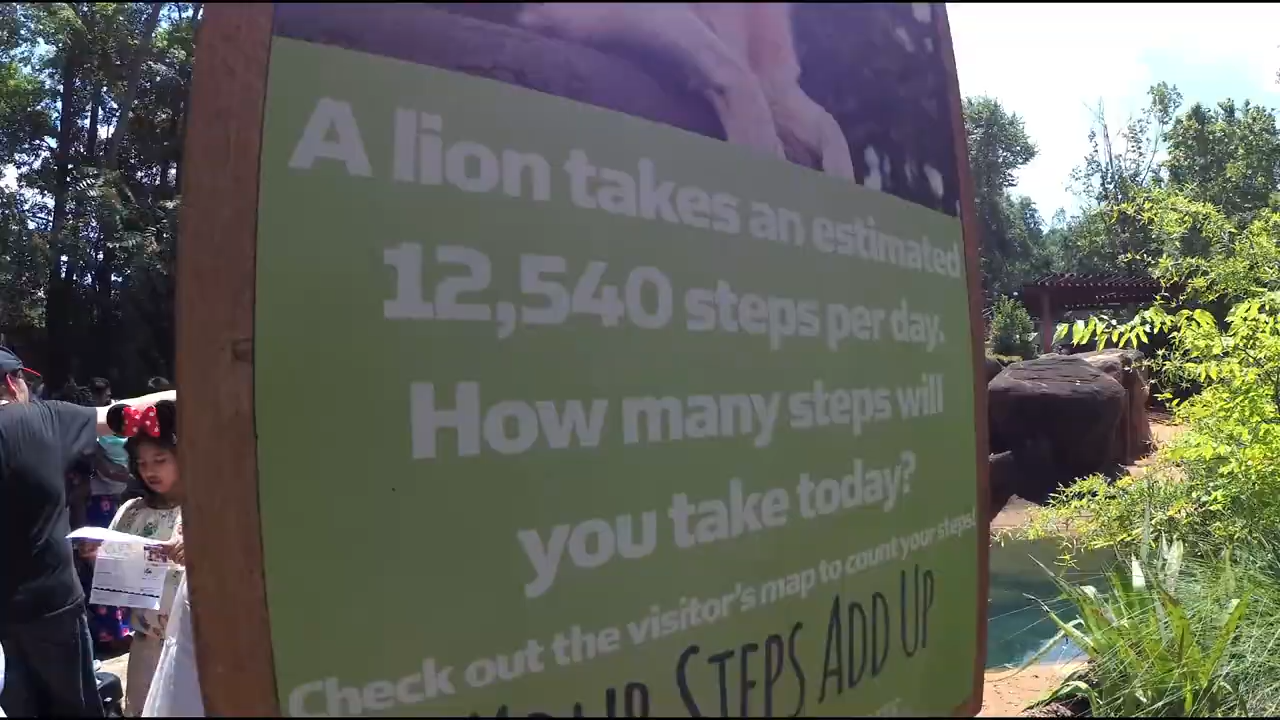 A lion takes an estimated
12,540 steps per day.
How many steps will
you take today?
Check out the visitor's map to count your steps!
STEPS ADD UP